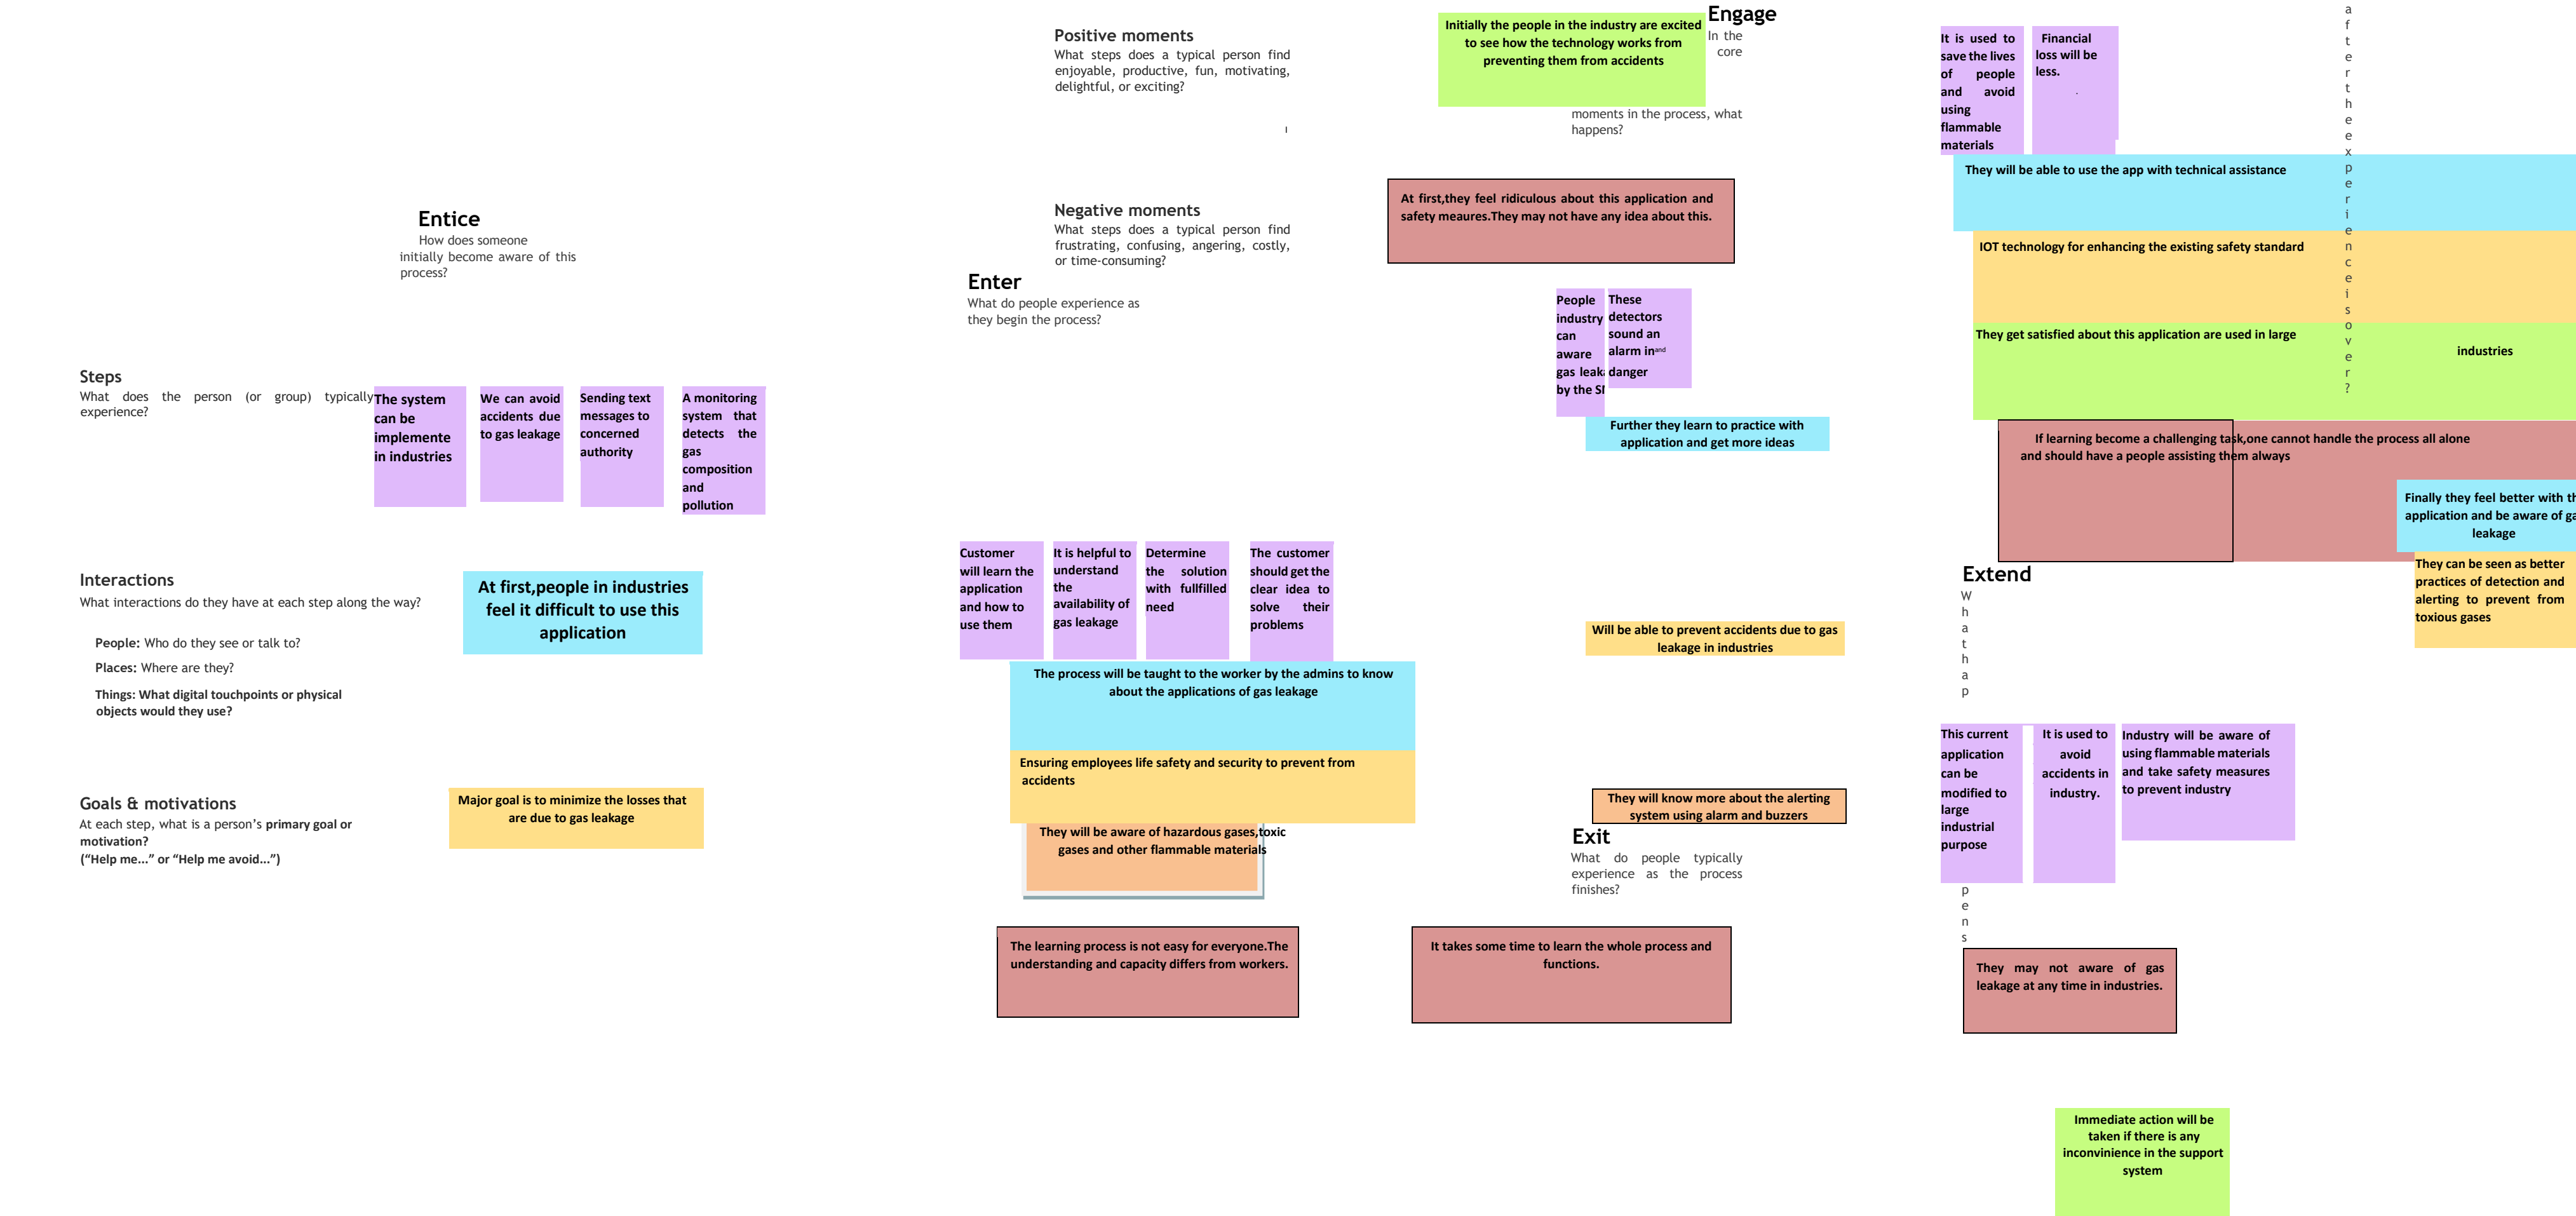 Entice
How does someone
initially become aware of this
process?
Steps
What does the person (or group) typically
experience?
The system
can be
implemente
in industries
We can avoid
accidents due
to gas leakage
Sending text
messages to
concerned
authority
A monitoring
system that
detects the
gas
composition
and
pollution
Interactions
What interactions do they have at each step along the way?
People: Who do they see or talk to?
Places: Where are they?
Things: What digital touchpoints or physical
objects would they use?
At first,people in industries
feel it difficult to use this
application
Goals & motivations
At each step, what is a person's primary goal or
motivation?
("Help me..." or "Help me avoid...")
Major goal is to minimize the losses that
are due to gas leakage
Positive moments
What steps does a typical person find
enjoyable, productive, fun, motivating,
delightful, or exciting?
Negative moments
What steps does a typical person find
frustrating, confusing, angering, costly,
or time-consuming?
Enter
What do people experience as
they begin the process?
Customer
will learn the
application
and how to
use them
It is helpful to
understand
the
availability of
gas leakage
Determine
the solution
with fullfilled
need
The customer
should get the
clear idea to
solve their
problems
The process will be taught to the worker by the admins to know
about the applications of gas leakage
Ensuring employees life safety and security to prevent from
accidents
They will be aware of hazardous gases,toxic
gases and other flammable materials
The learning process is not easy for everyone.The
understanding and capacity differs from workers.
Initially the people in the industry are excited
to see how the technology works from
preventing them from accidents
Engage
In the
core
moments in the process, what
happens?
At first,they feel ridiculous about this application and
safety meaures.They may not have any idea about this.
People
industry
can
aware
gas leak
by the
These
detectors
sound an
alarm in and
danger
Further they learn to practice with
application and get more ideas
Will be able to prevent accidents due to gas
leakage in industries
They will know more about the alerting
system using alarm and buzzers
Exit
What do people typically
experience as the process
finishes?
It takes some time to learn the whole process and
functions.
It is used to
save the lives
of people
and avoid
using
flammable
materials
Financial
loss will be
less.
.
a
f
t
e
r
t
h
e
e
x
p
e
r
i
e
n
c
e
i
s
o
v
e
r
?
They will be able to use the app with technical assistance
IOT technology for enhancing the existing safety standard
They get satisfied about this application are used in large
industries
If learning become a challenging task,one cannot handle the process all alone
and should have a people assisting them always
Finally they feel better with th
application and be aware of ga
leakage
They can be seen as better
practices of detection and
alerting to prevent from
toxious gases
Extend
W
h
a
t
h
a
p
p
e
n
s
This current
application
can be
modified to
large
industrial
purpose
It is used to
avoid
accidents in
industry.
Industry will be aware of
using flammable materials
and take safety measures
to prevent industry
They may not aware of gas
leakage at any time in industries.
Immediate action will be
taken if there is any
inconvinience in the support
system